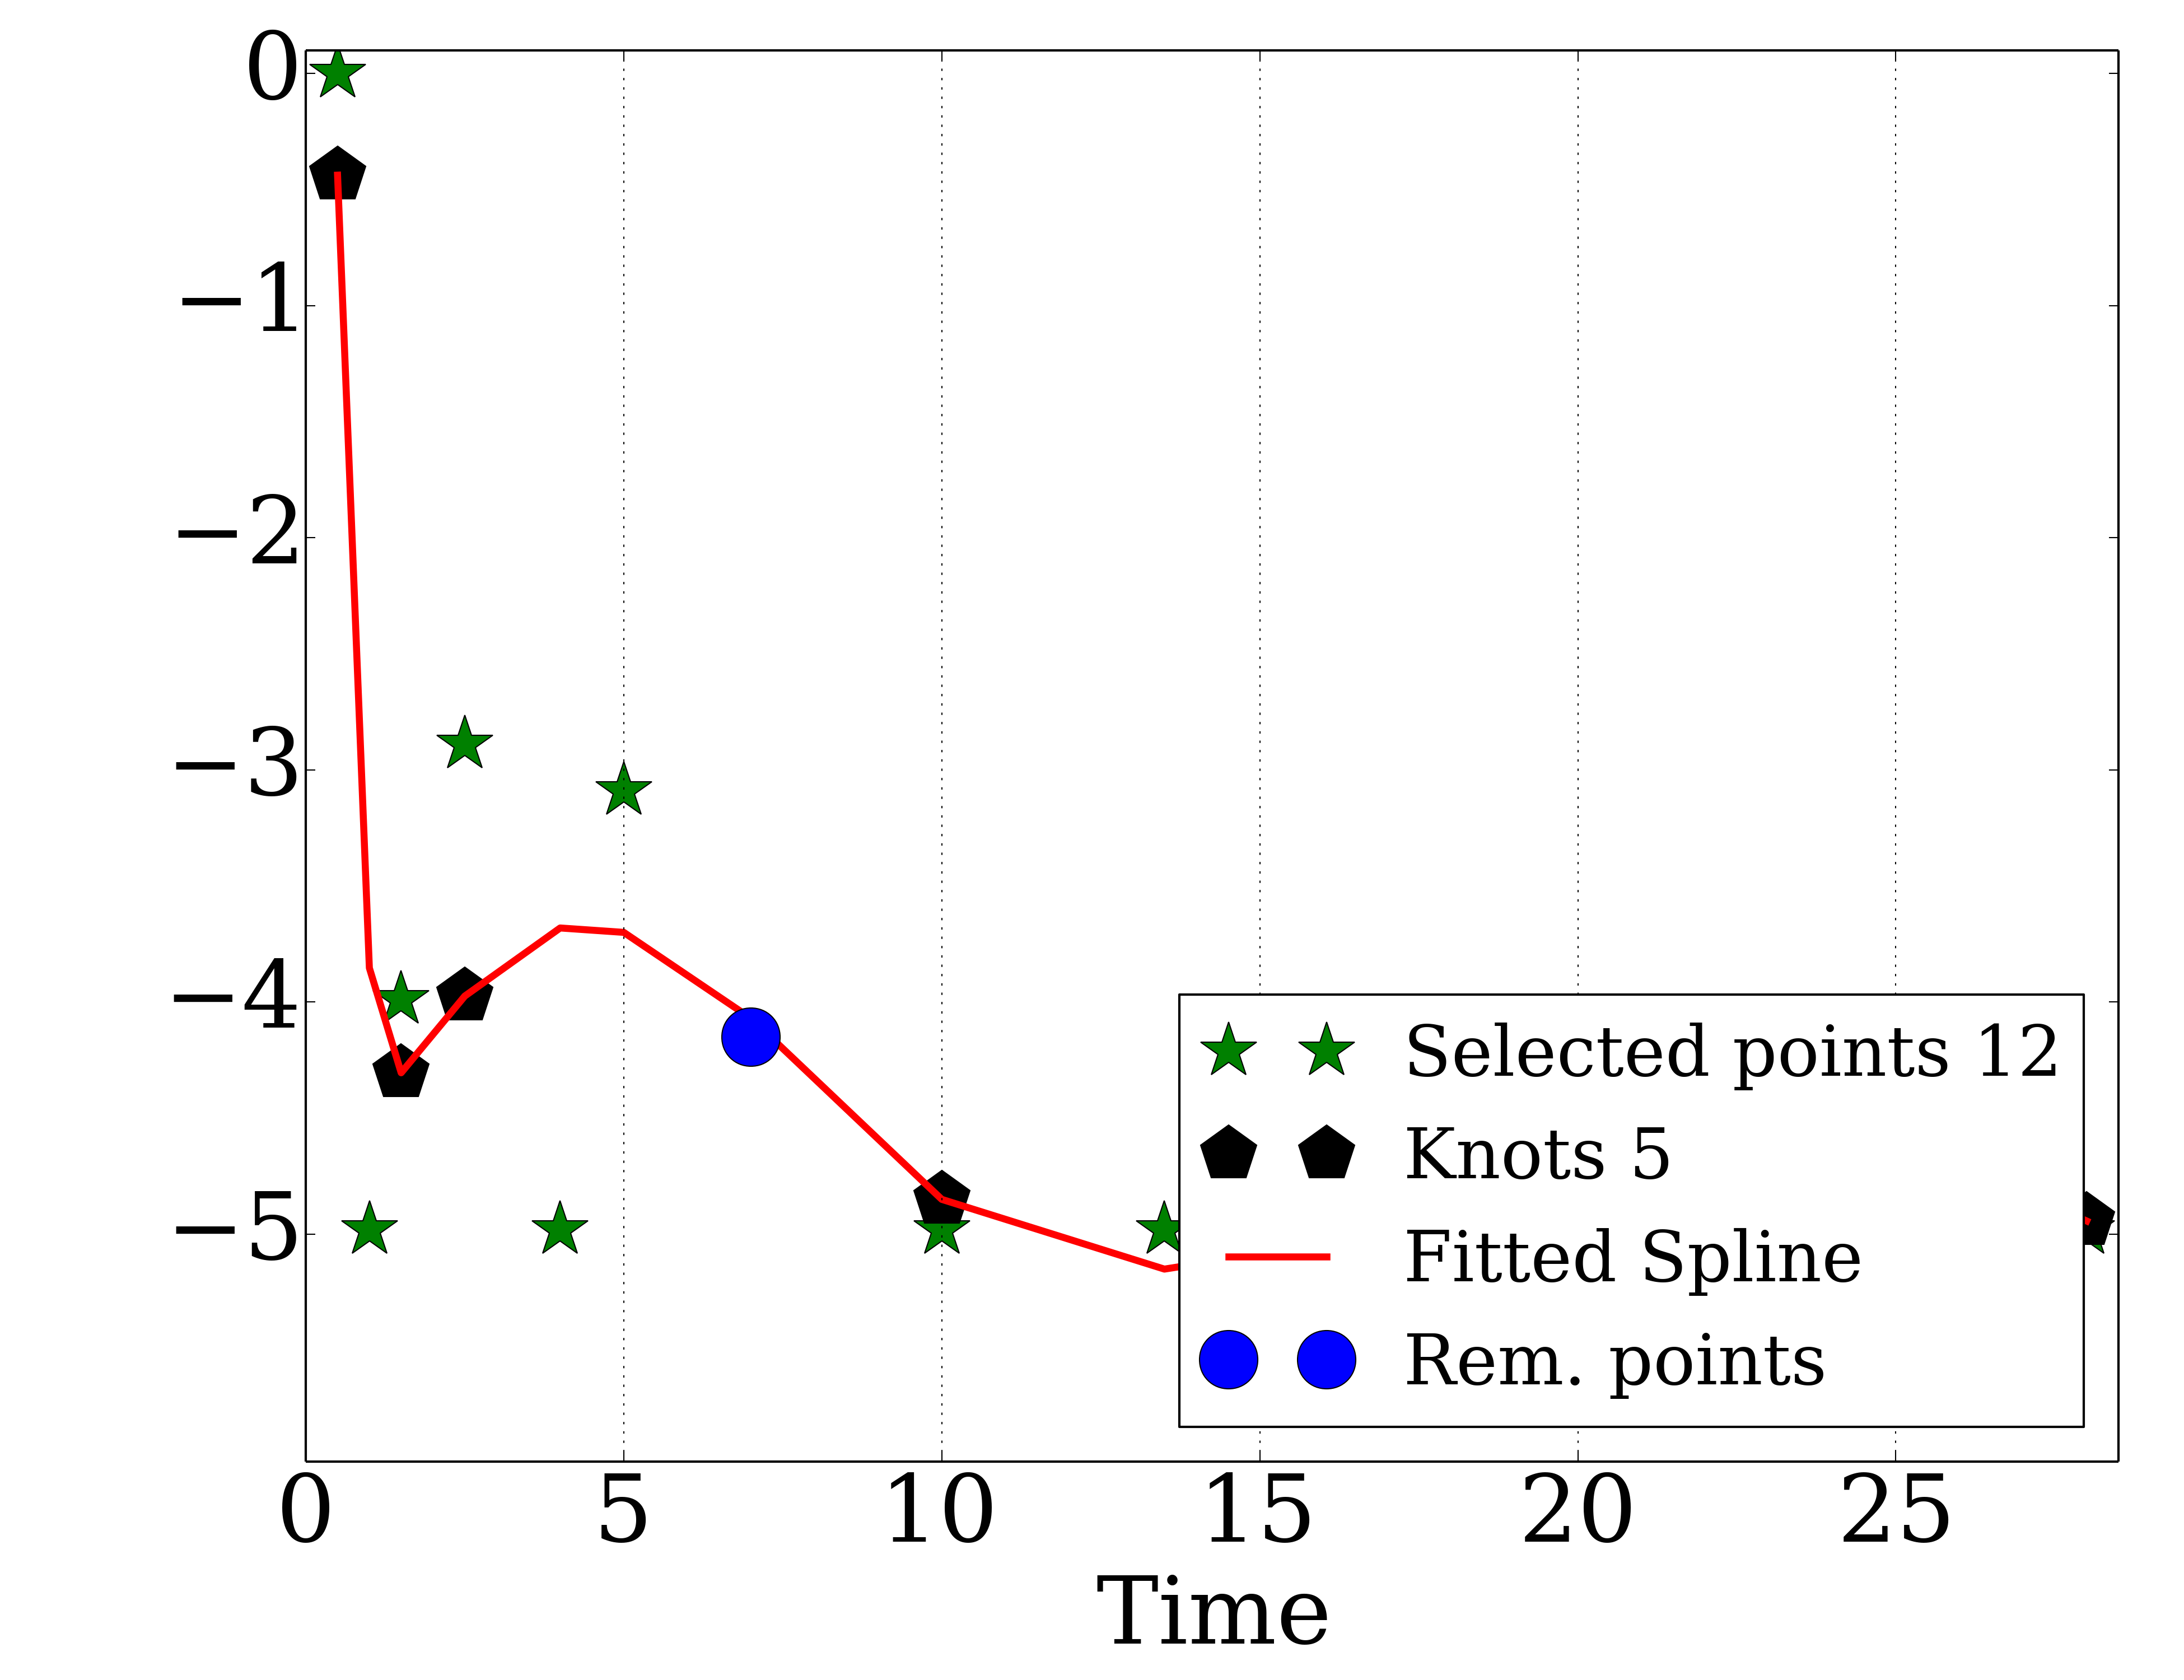 0
−1
−2
−3
−4
−5
Selected points 12
Knots 5
Fitted Spline
Rem. points
0 5 10 15 20 25
Time